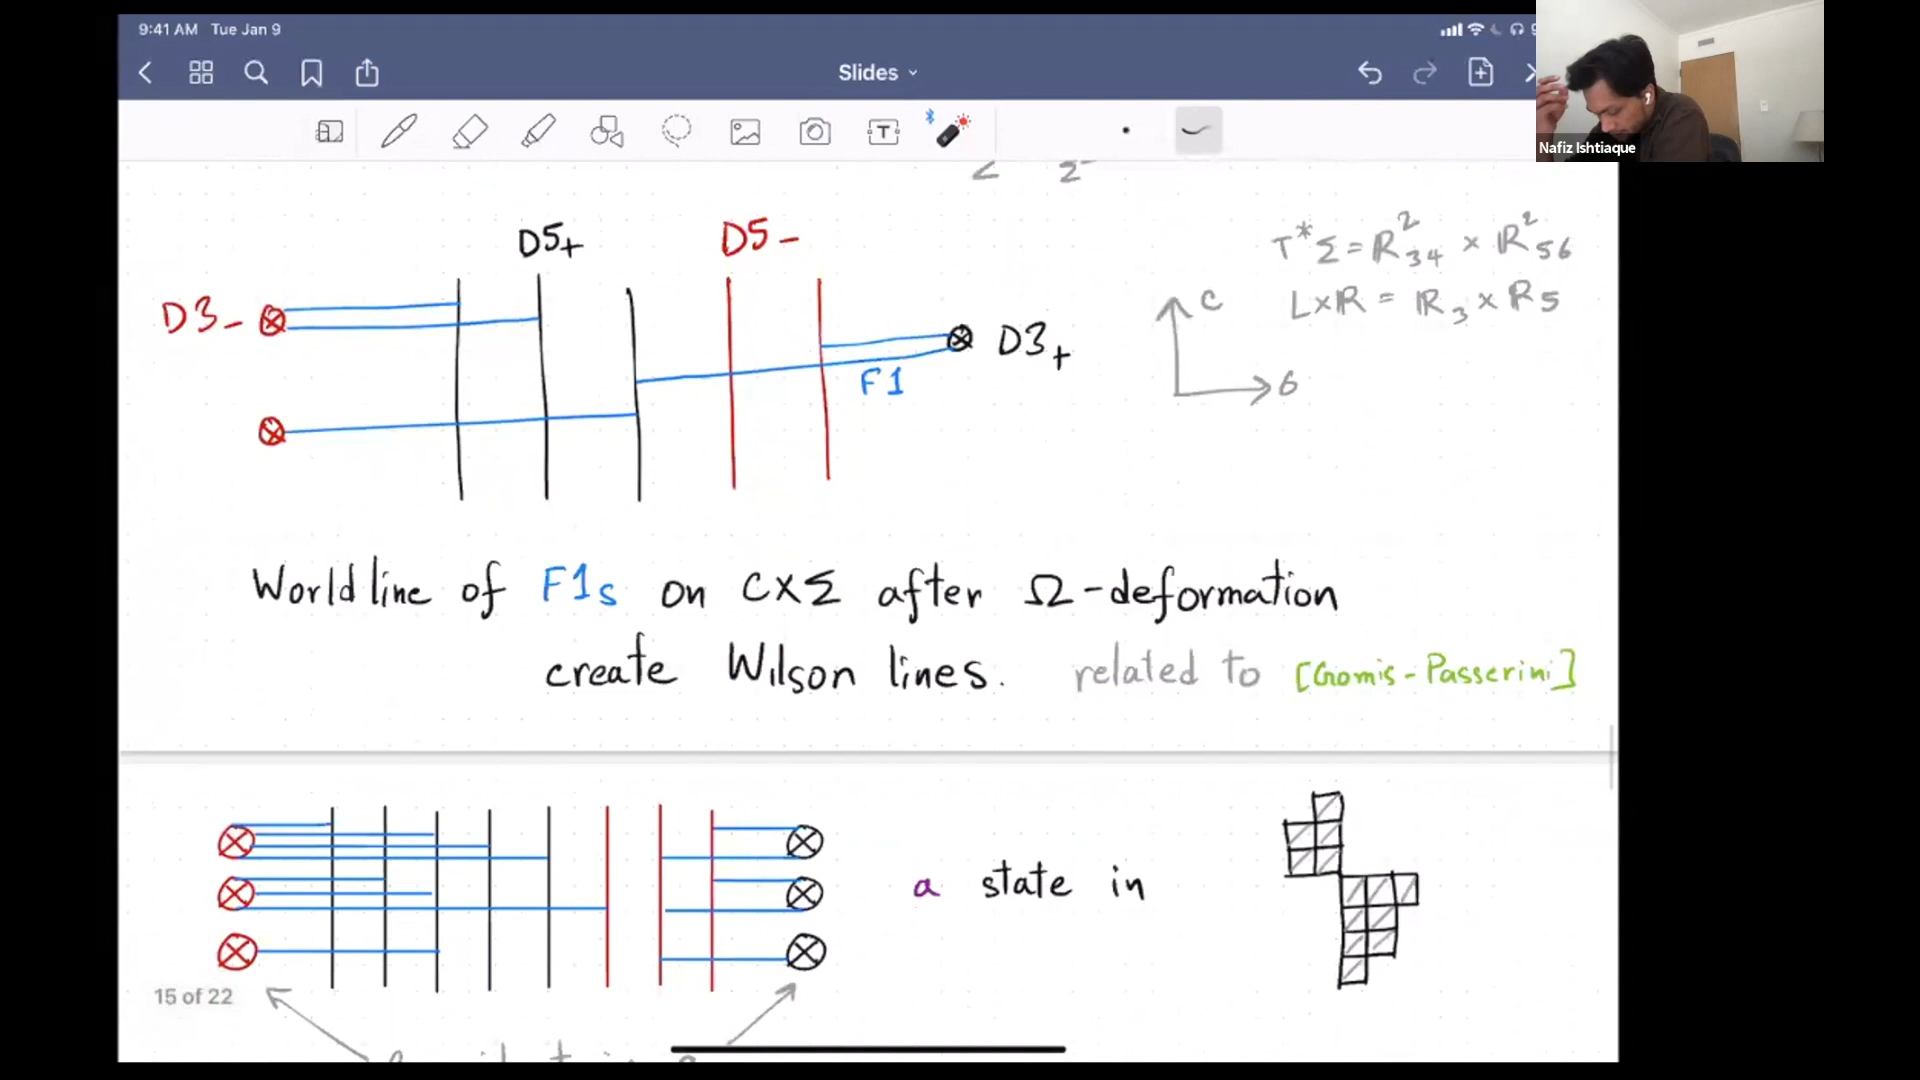 9:41 AM Tue Jan 9
Slides
Nafiz Ishtiaque
D5+
D5-
T*Σ = R²34 × R²56
D3-
C
L×R = R3 × R5
D3+
F1
6
World line of F1s on C×Σ after Ω-deformation
create Wilson lines. related to [Gomis-Passerini]
a state in
15 of 22